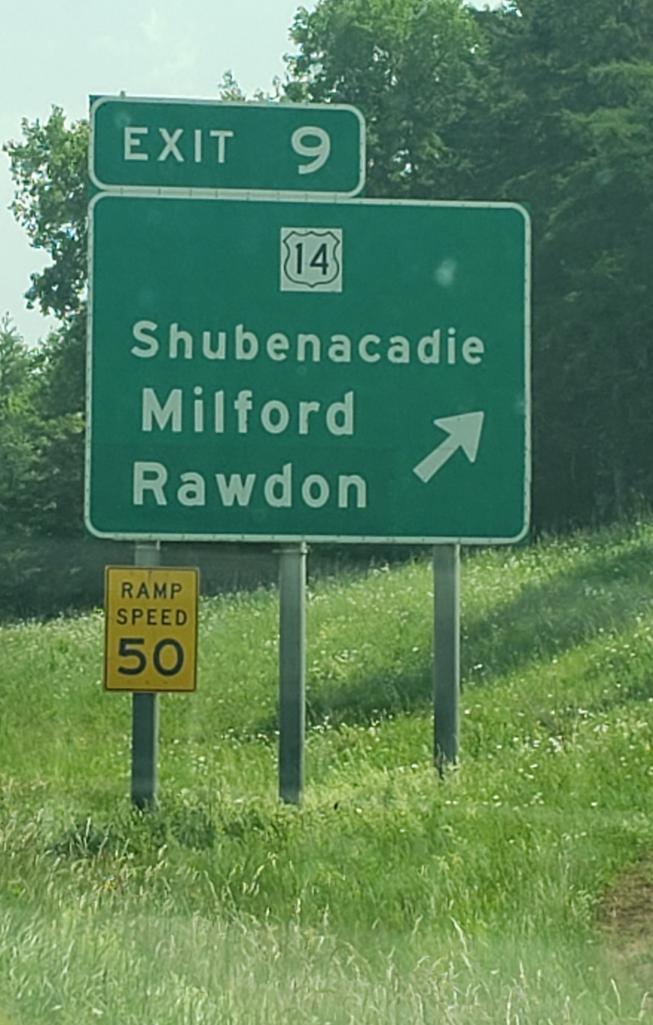 EXIT 9
14
Shubenacadie
Milford
Rawdon
RAMP
SPEED
50